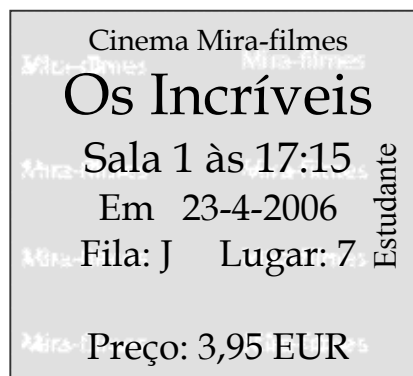 Cinema Mira-filmes
Os Incríveis
Sala 1 às 17:15
Em 23-4-2006
Fila: J Lugar: 7
Estudante
Preço: 3,95 EUR